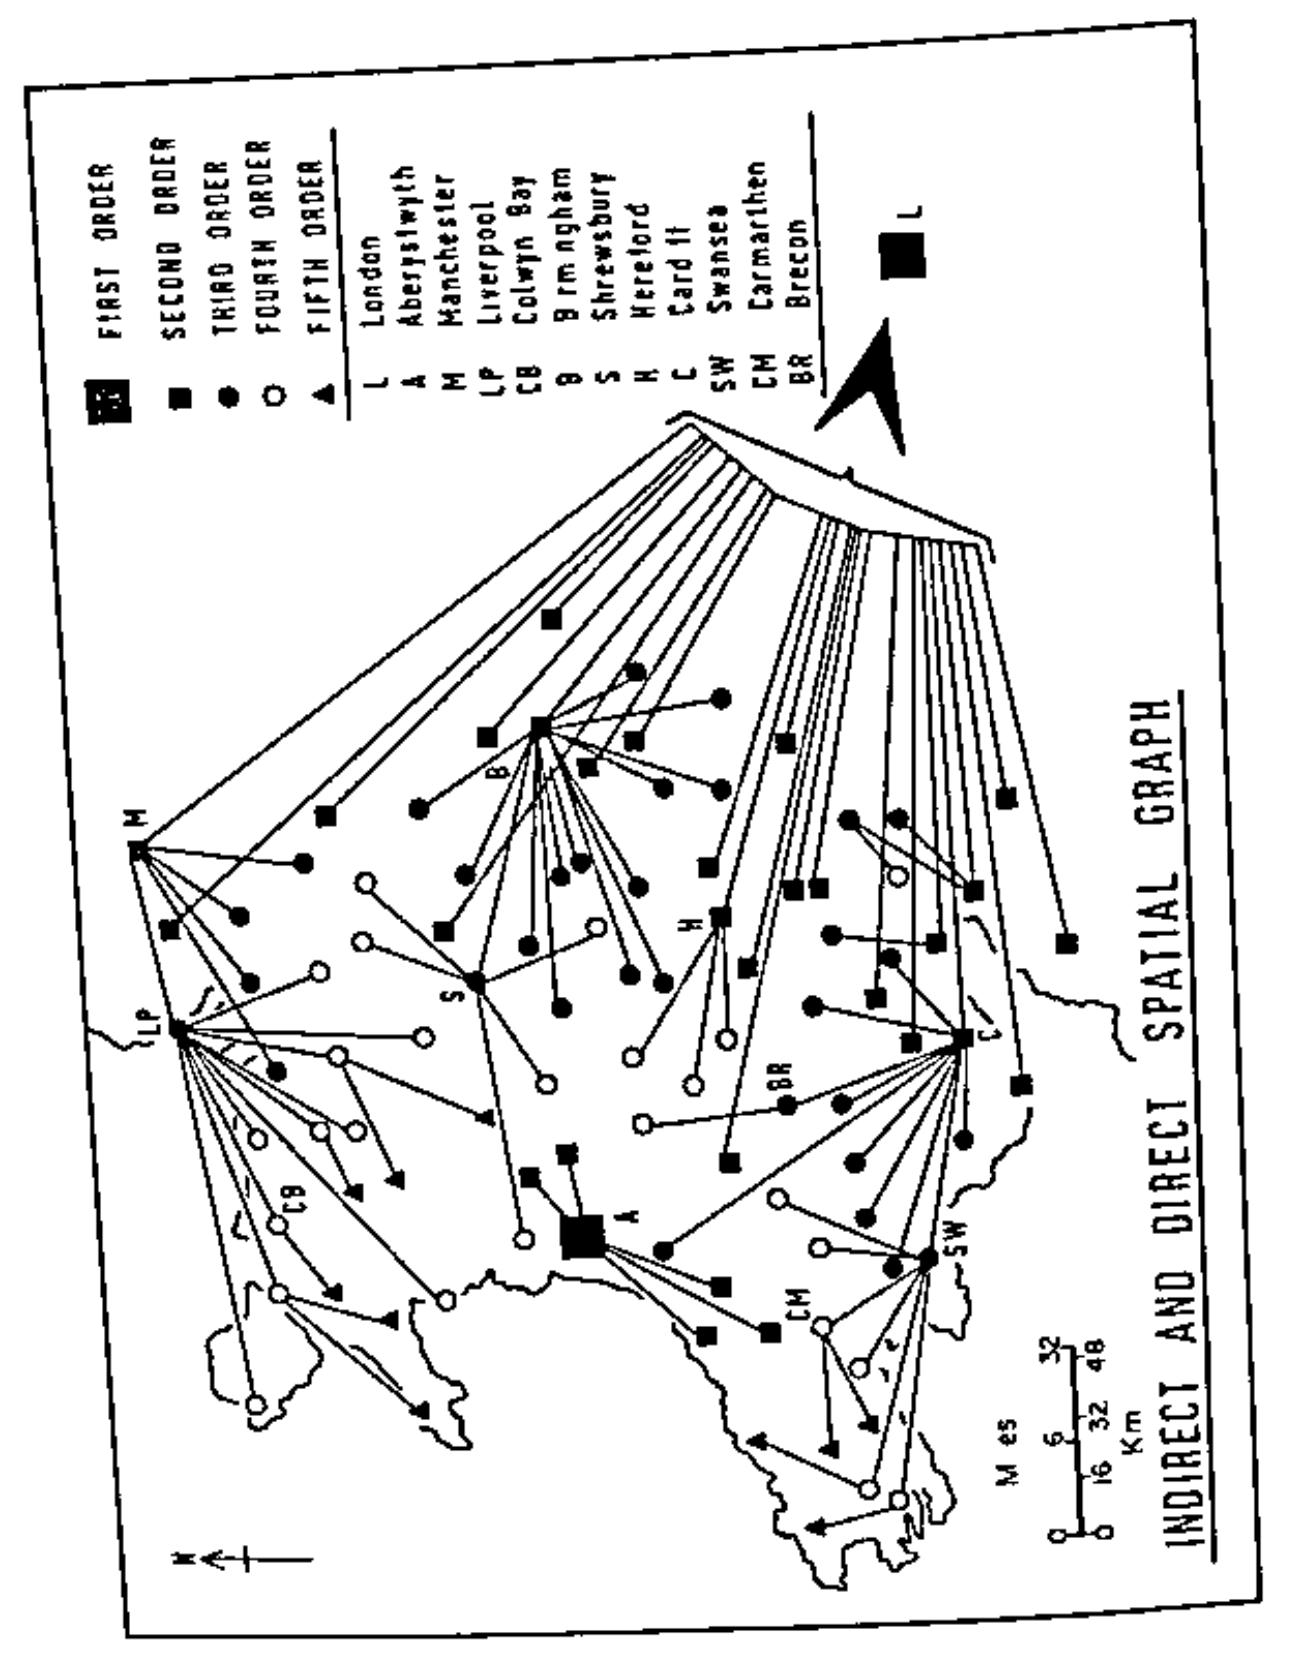 FIRST ORDER
SECOND ORDER
THIRD ORDER
FOURTH ORDER
FIFTH ORDER
L London
A Aberystwyth
M Manchester
LP Liverpool
CB Colwyn Bay
B B rm ngham
S Shrewsbury
H Hereford
C Card ff
SW Swansea
CM Carmarthen
BR Brecon
L
N
M
LP
CB
B
S
H
A
BR
C
SW
CM
M es
0 6 32
0 16 32 48
Km
INDIRECT AND DIRECT SPATIAL GRAPH